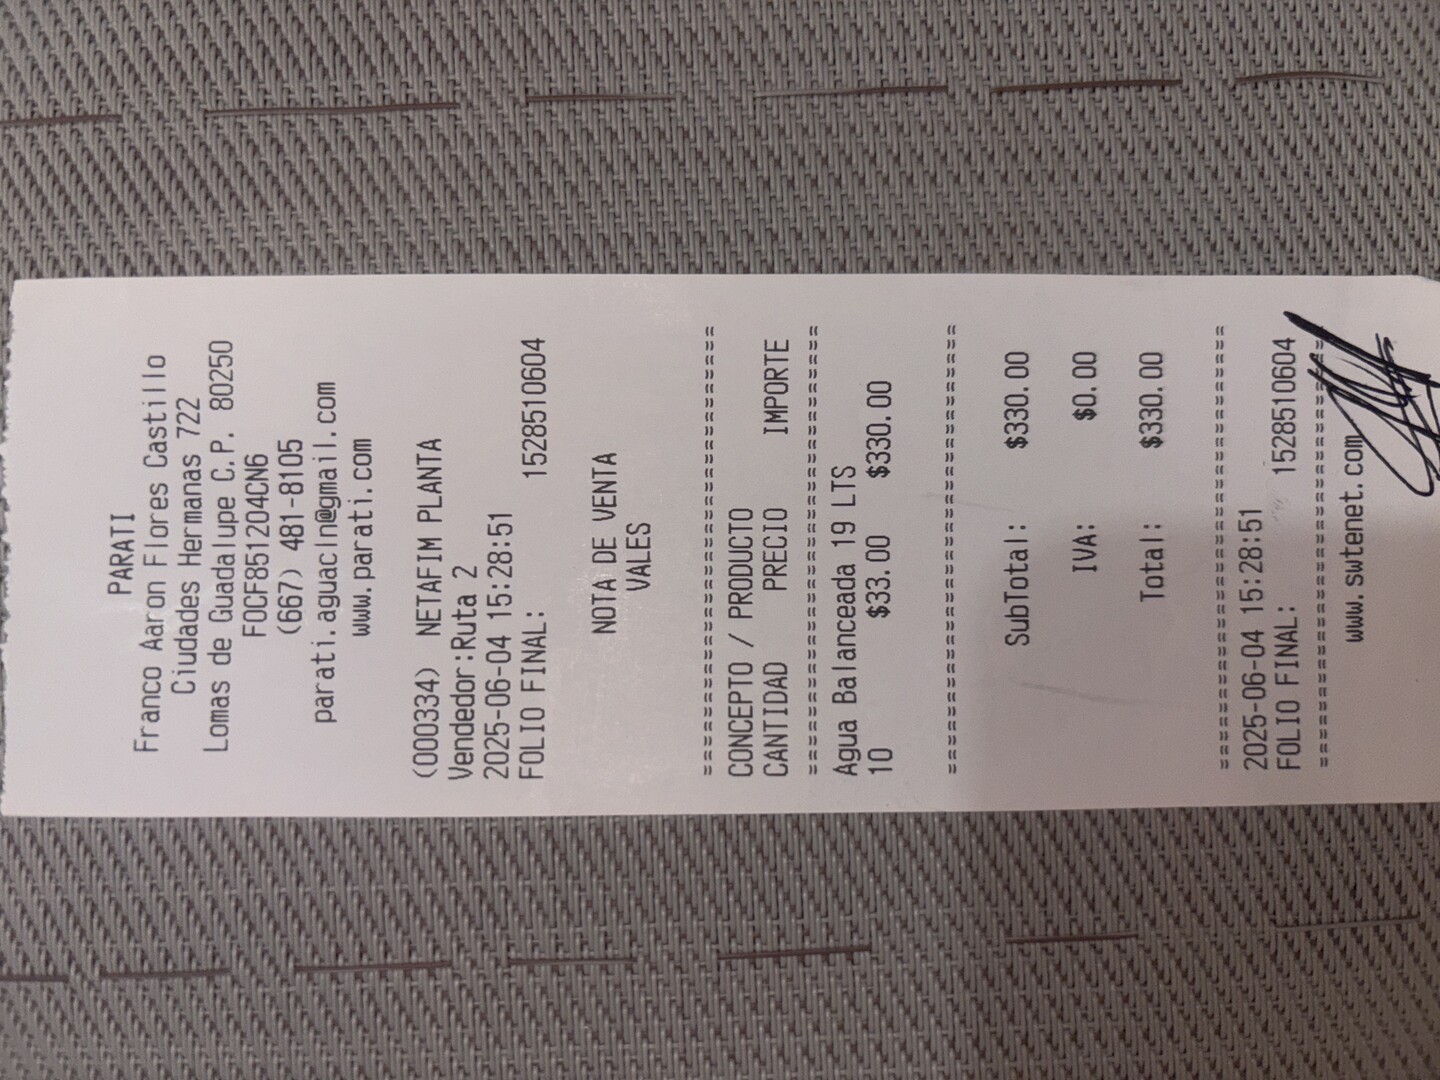 PARATI
Franco Aaron Flores Castillo
Ciudades Hermanas 722
Lomas de Guadalupe C.P. 80250
FOCF851204CN6
(667) 481-8105
parati.aguacln@gmail.com
www.parati.com
(000334) NETAFIM PLANTA
Vendedor:Ruta 2
2025-06-04 15:28:51
FOLIO FINAL: 1528510604
NOTA DE VENTA
VALES
================================
CONCEPTO / PRODUCTO
CANTIDAD PRECIO IMPORTE
================================
Agua Balanceada 19 LTS
10 $33.00 $330.00
================================
SubTotal: $330.00
IVA: $0.00
Total: $330.00
================================
2025-06-04 15:28:51
FOLIO FINAL: 1528510604
================================
www.swtenet.com